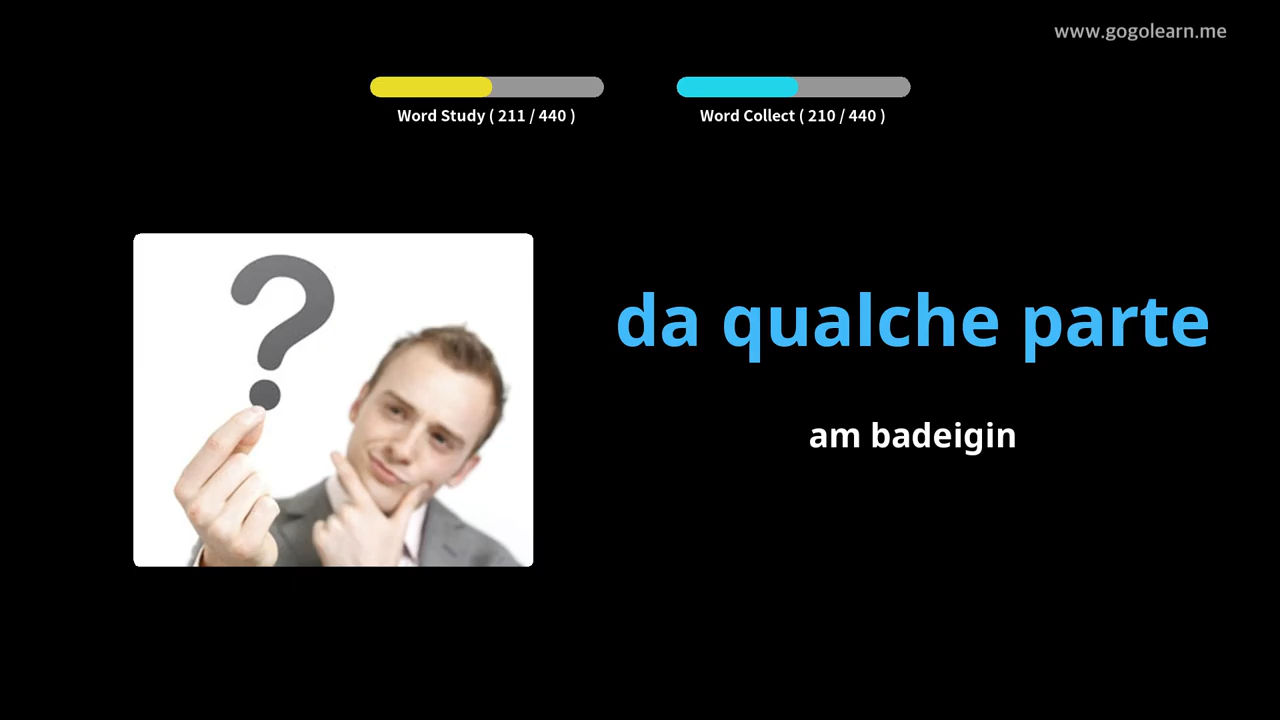 www.gogolearn.me
Word Study ( 211 / 440 )
Word Collect ( 210 / 440 )
da qualche parte
am badeigin